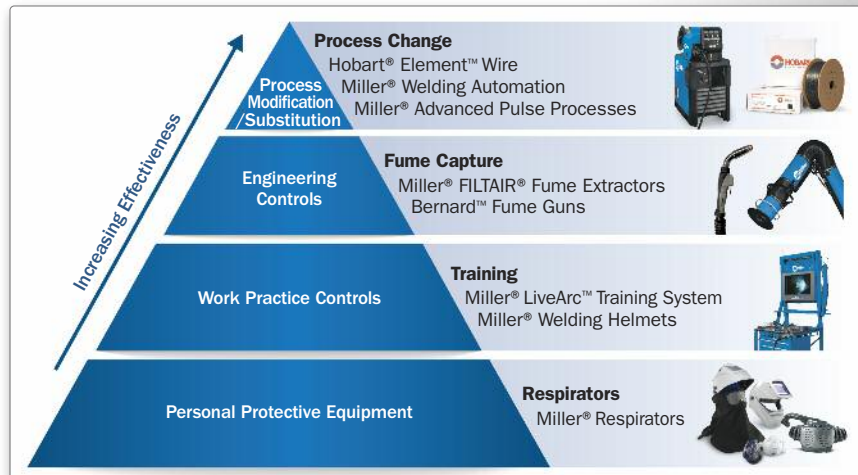 Increasing Effectiveness
Process
Modification
/Substitution
Process Change
Hobart® Element™ Wire
Miller® Welding Automation
Miller® Advanced Pulse Processes
HOBART
Engineering
Controls
Fume Capture
Miller® FILTAIR® Fume Extractors
Bernard™ Fume Guns
Work Practice Controls
Training
Miller® LiveArc™ Training System
Miller® Welding Helmets
Personal Protective Equipment
Respirators
Miller® Respirators